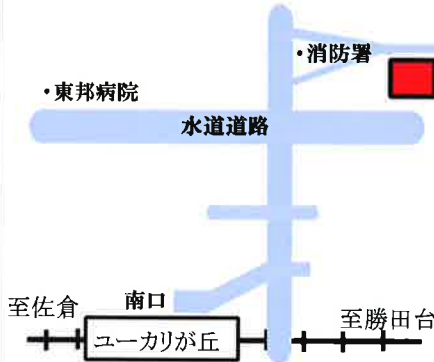 ・消防署
・東邦病院
水道道路
南口
至佐倉
至勝田台
ユーカリが丘